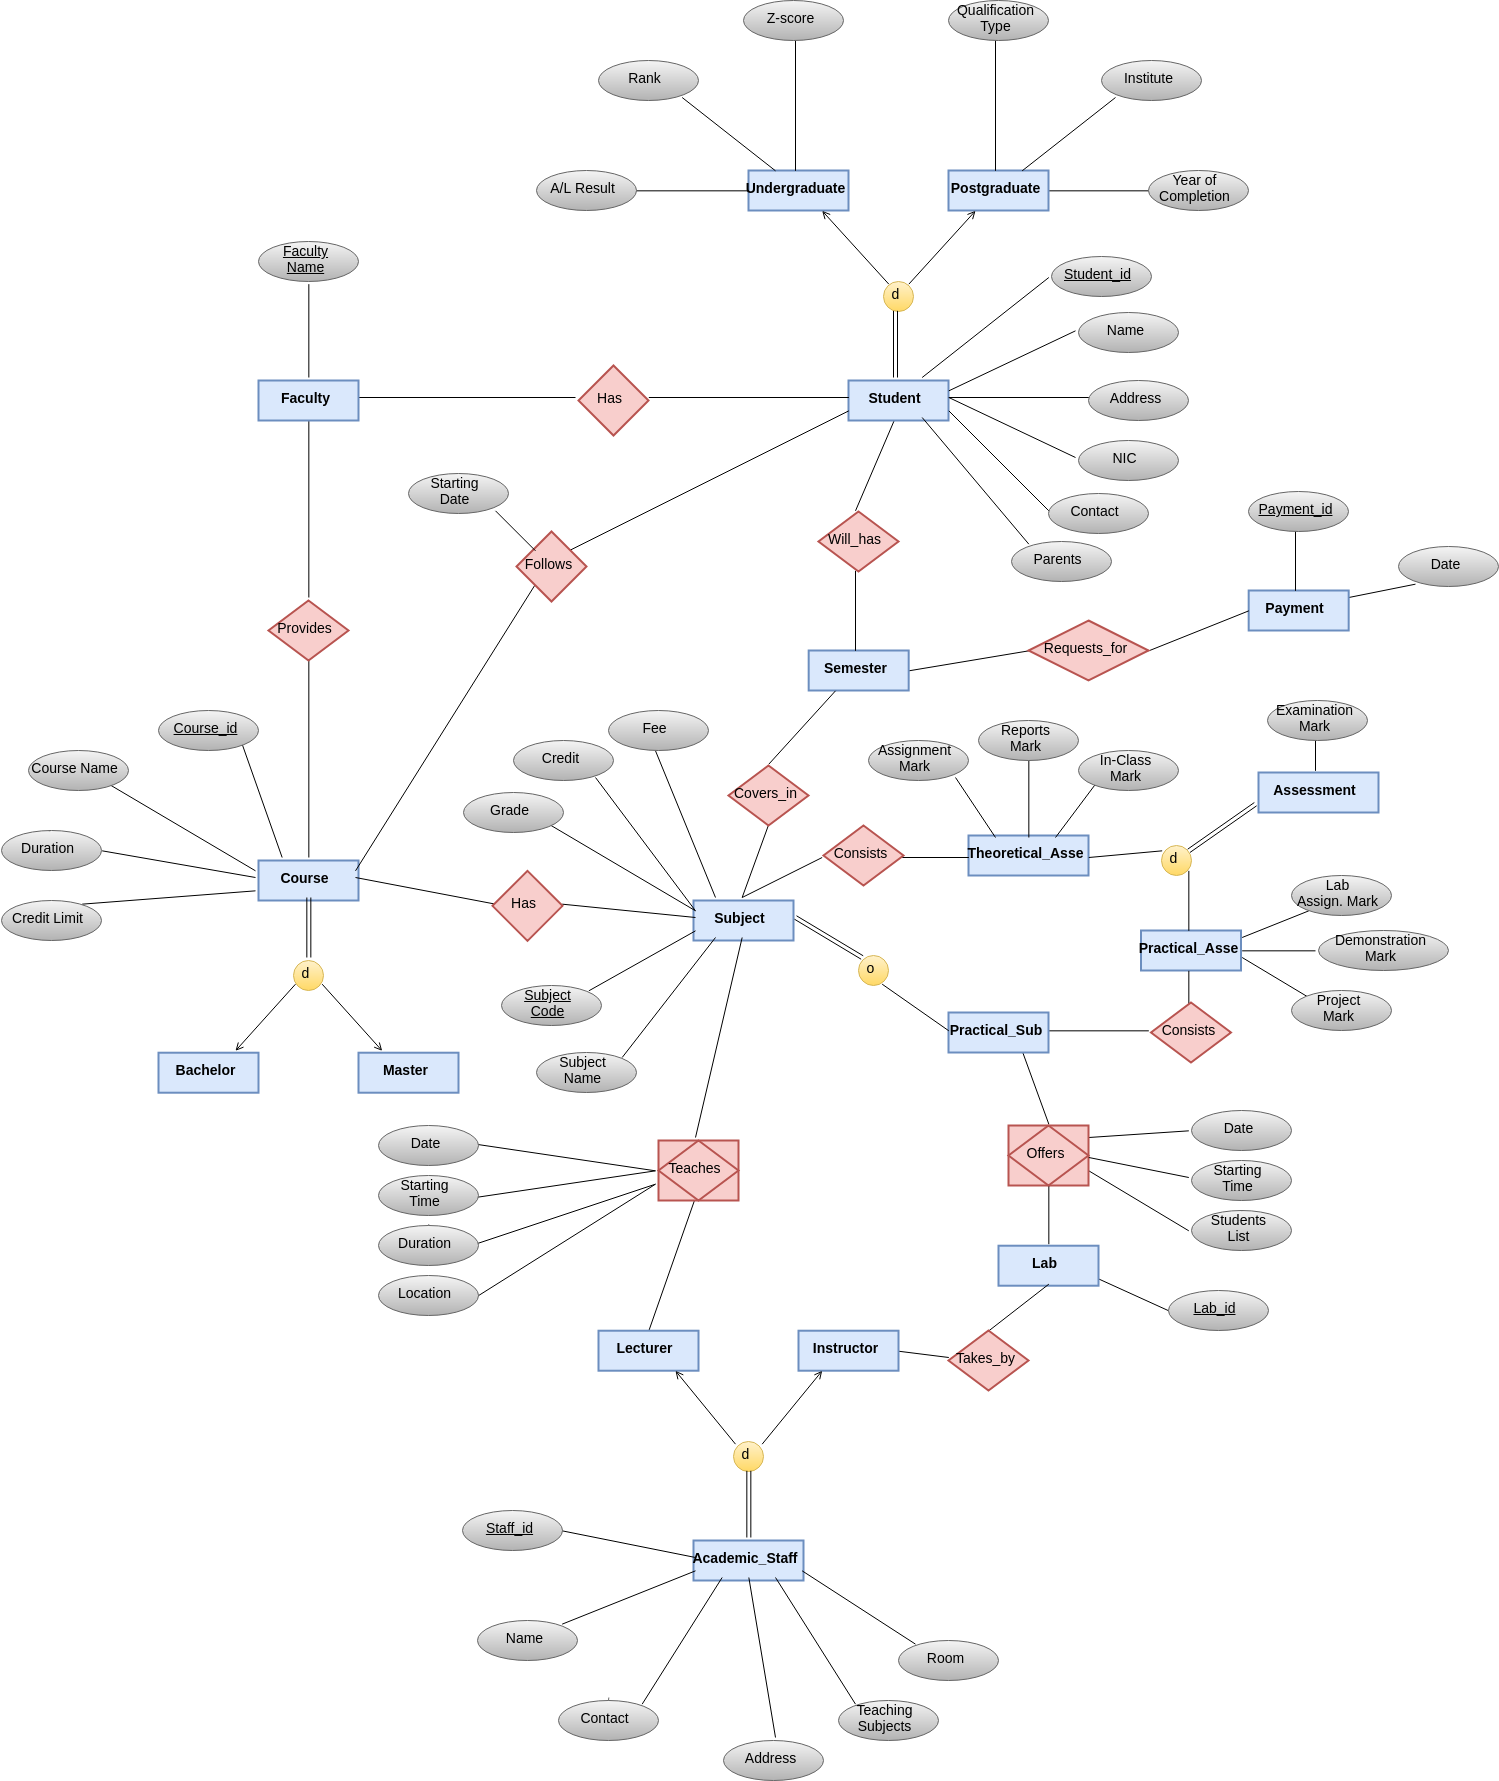 Z-score
Qualification
Type
Rank
Institute
A/L Result
Undergraduate
Postgraduate
Year of
Completion
Faculty
Name
Student_id
d
Name
Faculty
Has
Student
Address
NIC
Starting
Date
Contact
Payment_id
Will_has
Parents
Follows
Date
Payment
Provides
Requests_for
Semester
Course_id
Fee
Examination
Mark
Reports
Mark
Assignment
Mark
Credit
In-Class
Mark
Course Name
Covers_in
Assessment
Grade
Duration
Consists
Theoretical_Asse
d
Course
Lab
Assign. Mark
Has
Credit Limit
Subject
Practical_Asse
Demonstration
Mark
d
o
Subject
Code
Project
Mark
Practical_Sub
Consists
Bachelor
Master
Subject
Name
Date
Offers
Date
Teaches
Starting
Time
Starting
Time
Duration
Students
List
Lab
Location
Lab_id
Lecturer
Instructor
Takes_by
d
Staff_id
Academic_Staff
Name
Room
Contact
Teaching
Subjects
Address